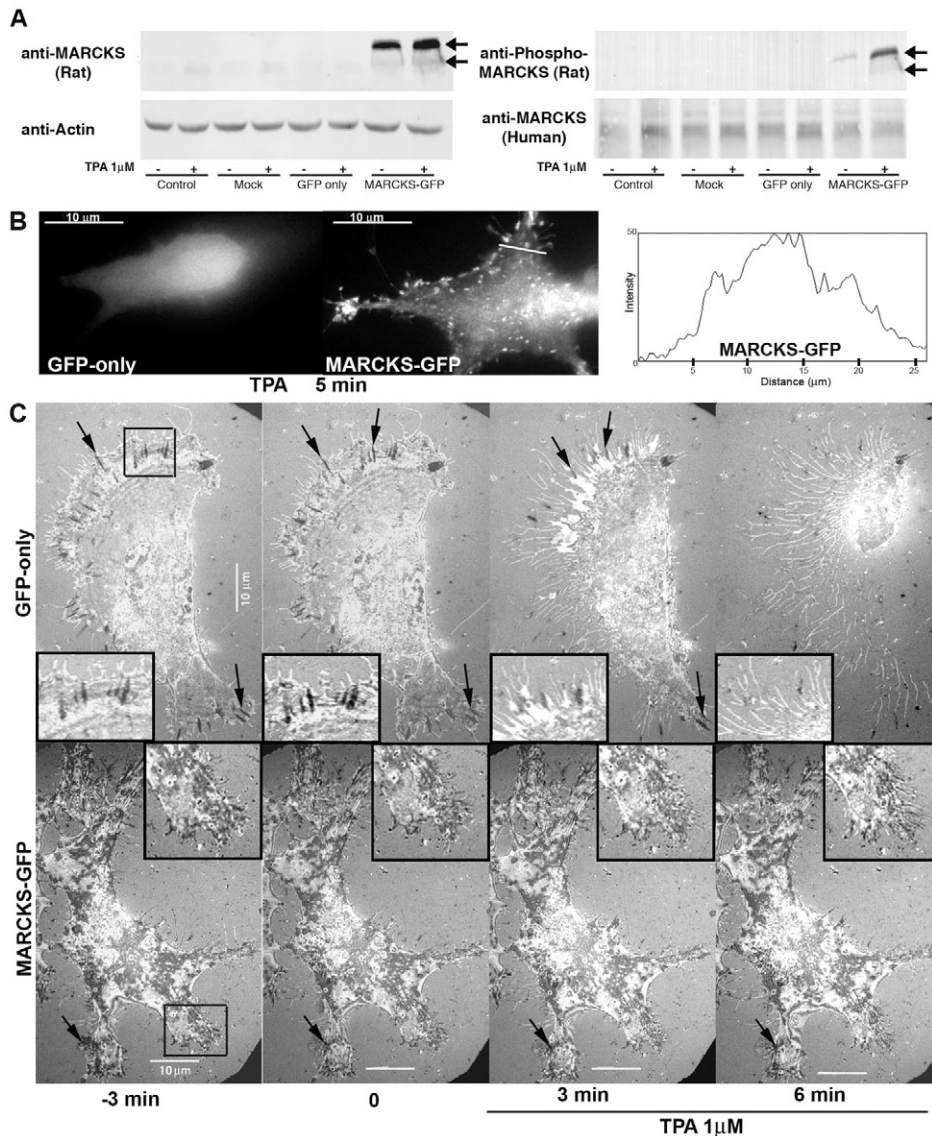 A
anti-MARCKS
(Rat)
anti-Actin
TPA 1µM
- + - + - + - +
Control Mock GFP only MARCKS-GFP
anti-Phospho-
MARCKS (Rat)
anti-MARCKS
(Human)
TPA 1µM
- + - + - + - +
Control Mock GFP only MARCKS-GFP
B
10 µm
GFP-only
10 µm
MARCKS-GFP
TPA 5 min
50
Intensity
0
MARCKS-GFP
5 10 15 20 25
Distance (µm)
C
GFP-only
10 µm
MARCKS-GFP
10 µm
-3 min 0 3 min 6 min
TPA 1µM